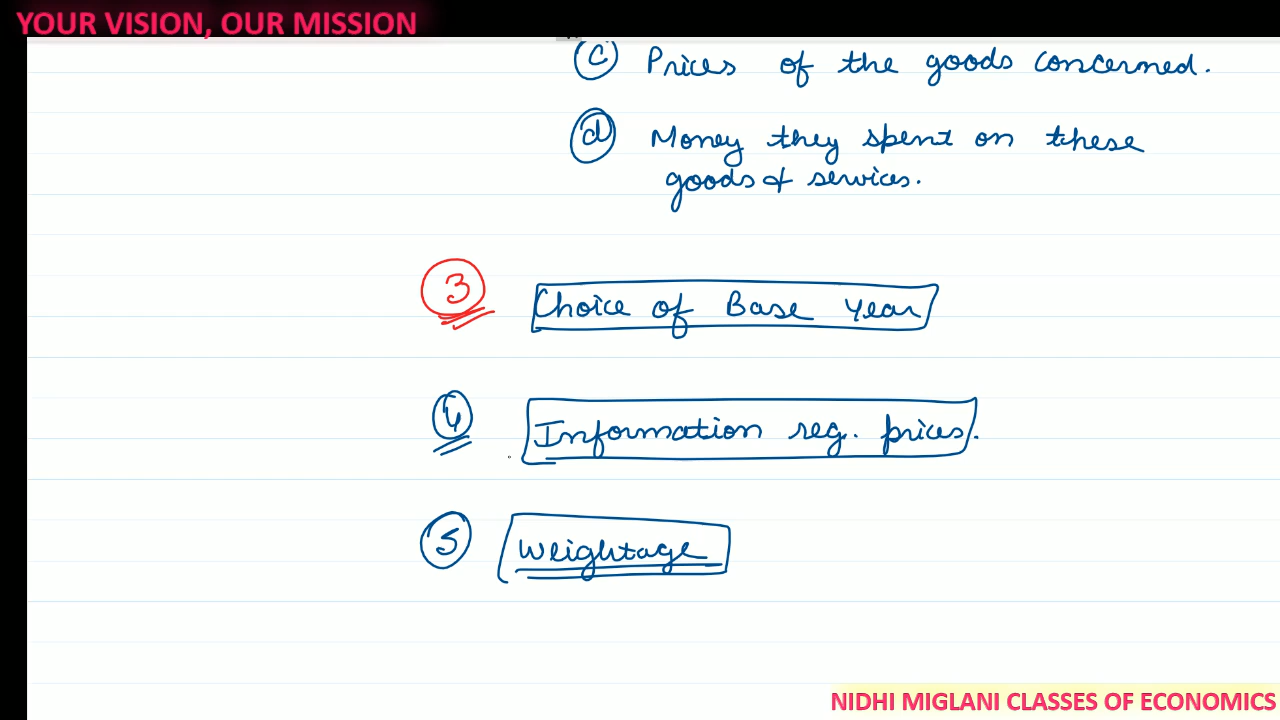 YOUR VISION, OUR MISSION
c Prices of the goods concerned.
d Money they spent on these
goods & services.
3 Choice of Base Year
4 Information reg. prices.
5 Weightage
NIDHI MIGLANI CLASSES OF ECONOMICS